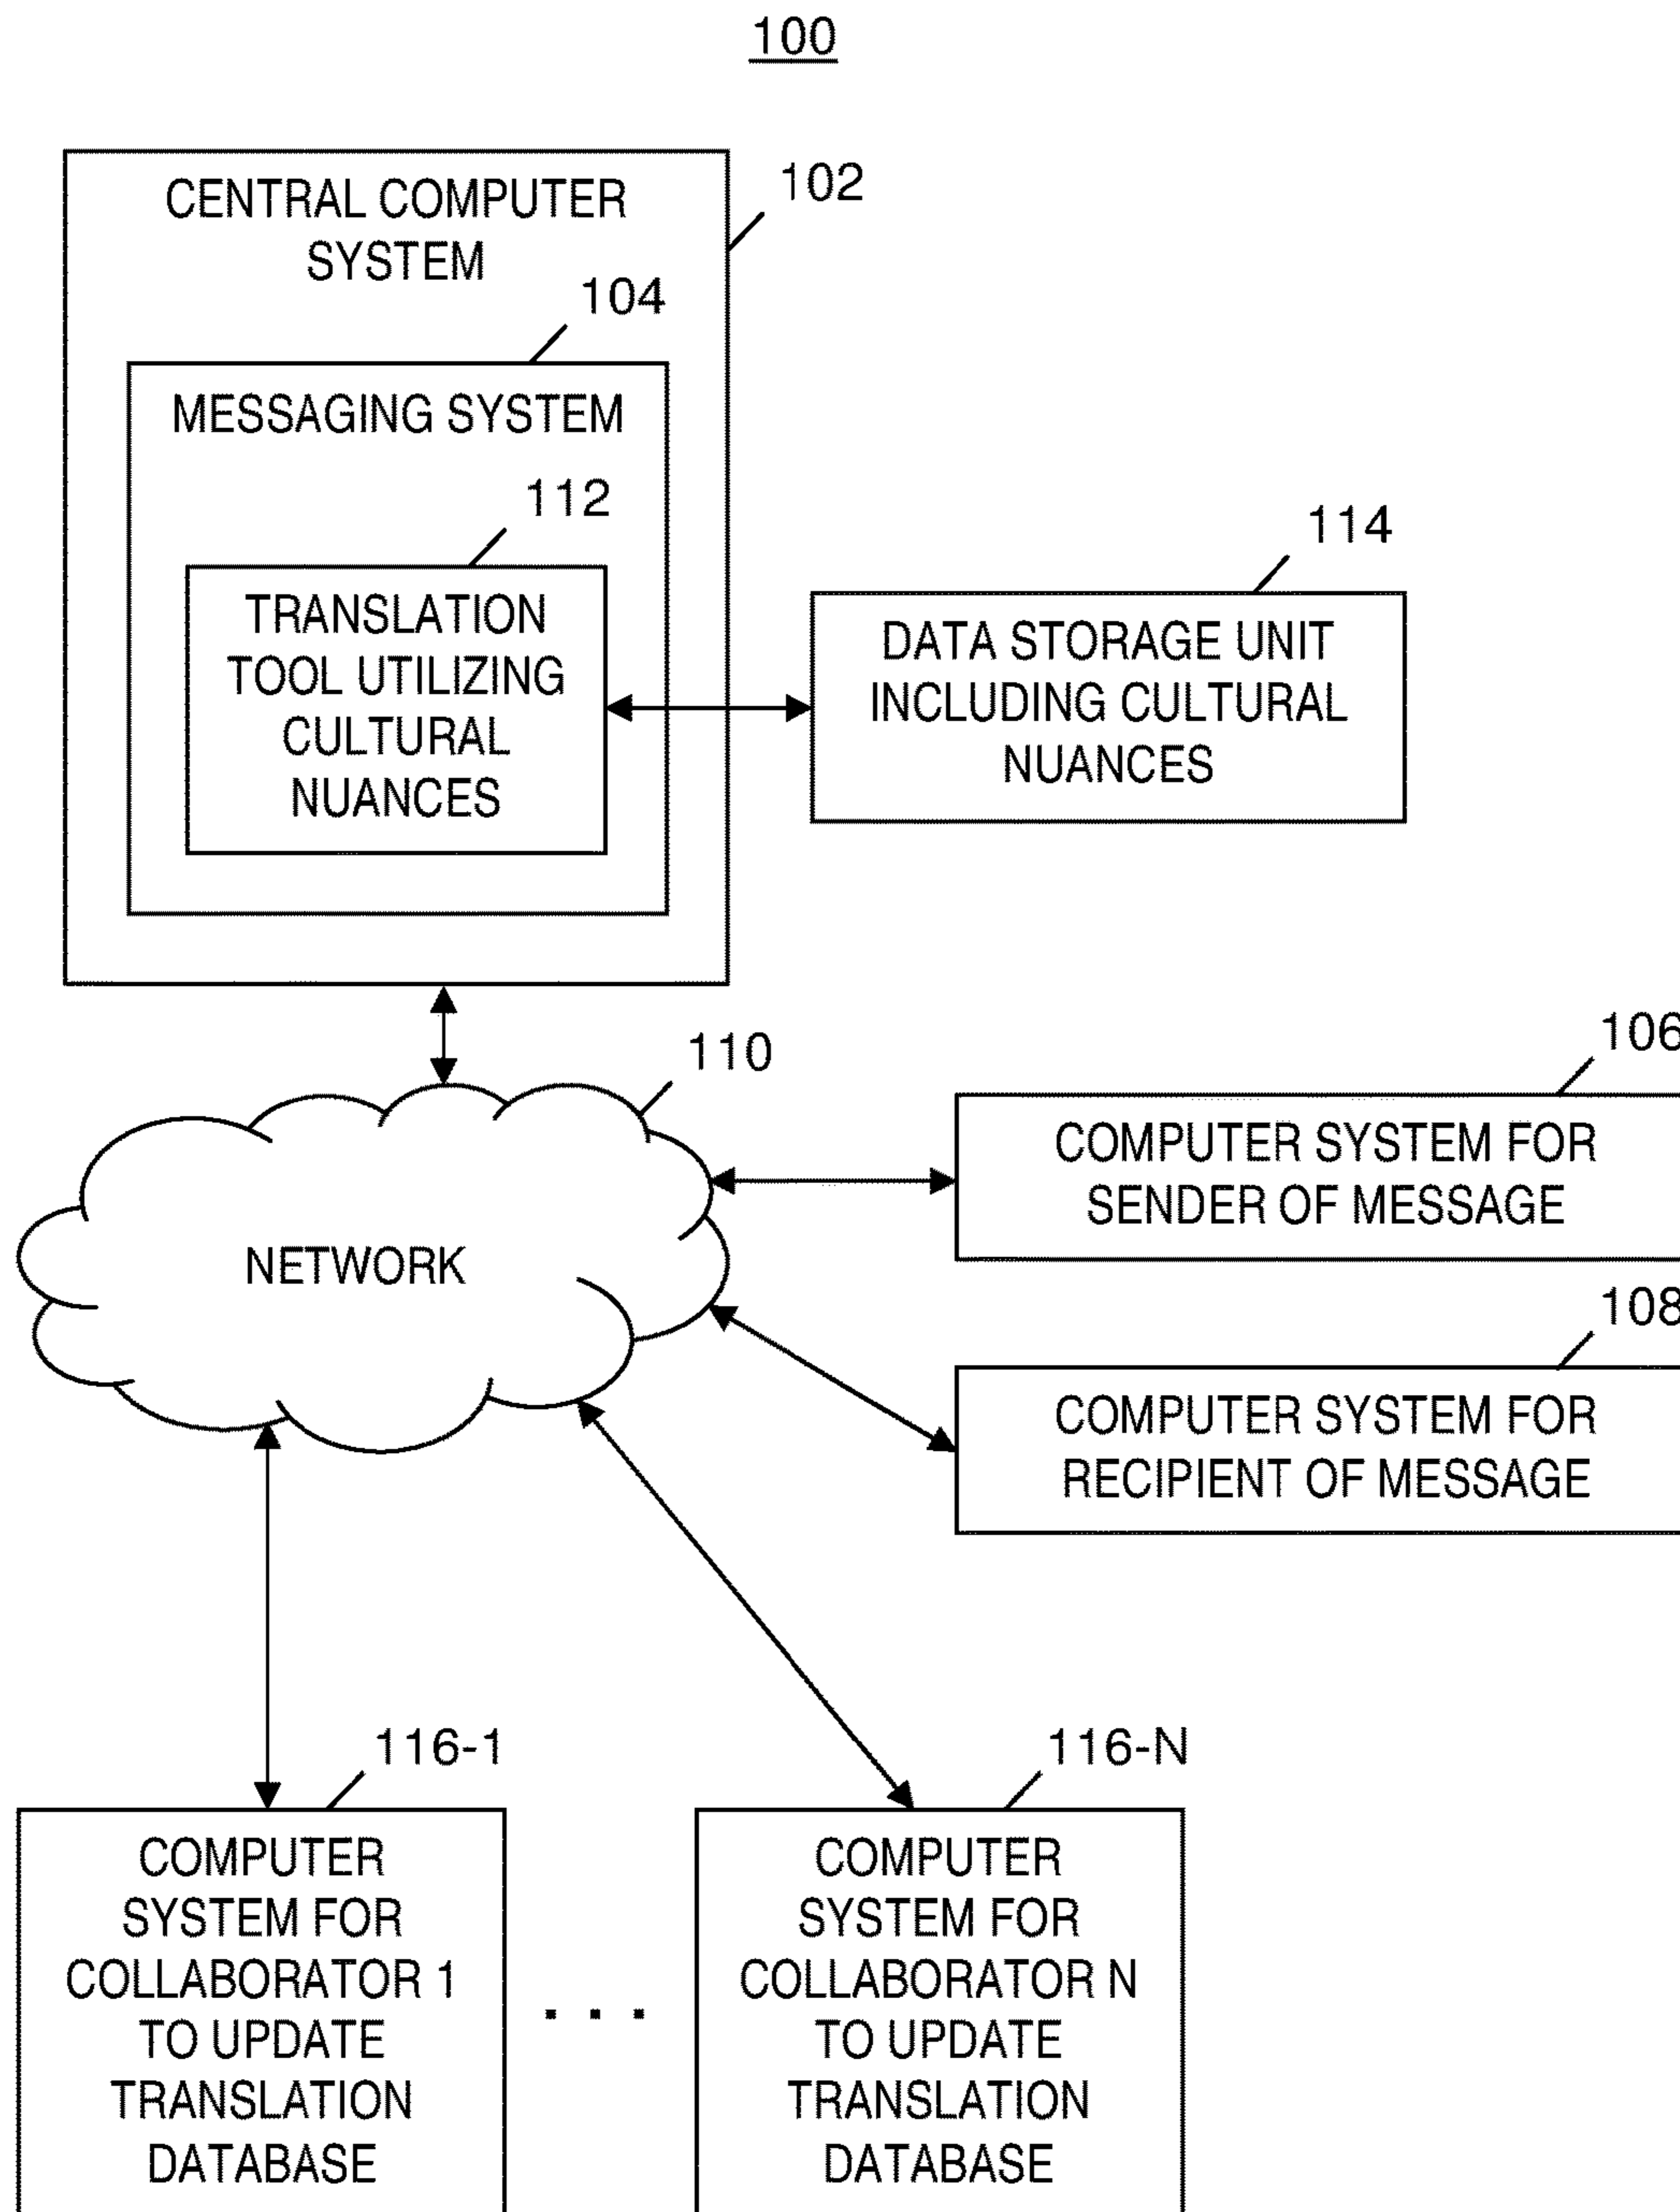 100
102
CENTRAL COMPUTER
SYSTEM
104
MESSAGING SYSTEM
112
TRANSLATION
TOOL UTILIZING
CULTURAL
NUANCES
114
DATA STORAGE UNIT
INCLUDING CULTURAL
NUANCES
110
NETWORK
106
COMPUTER SYSTEM FOR
SENDER OF MESSAGE
108
COMPUTER SYSTEM FOR
RECIPIENT OF MESSAGE
116-1
COMPUTER
SYSTEM FOR
COLLABORATOR 1
TO UPDATE
TRANSLATION
DATABASE
. . .
116-N
COMPUTER
SYSTEM FOR
COLLABORATOR N
TO UPDATE
TRANSLATION
DATABASE